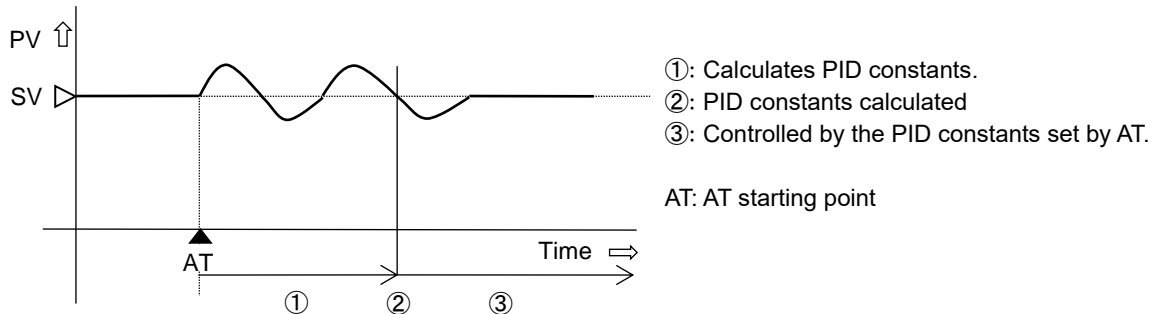 PV ⇧
SV
①: Calculates PID constants.
②: PID constants calculated
③: Controlled by the PID constants set by AT.
AT: AT starting point
Time ⇨
AT
① ② ③